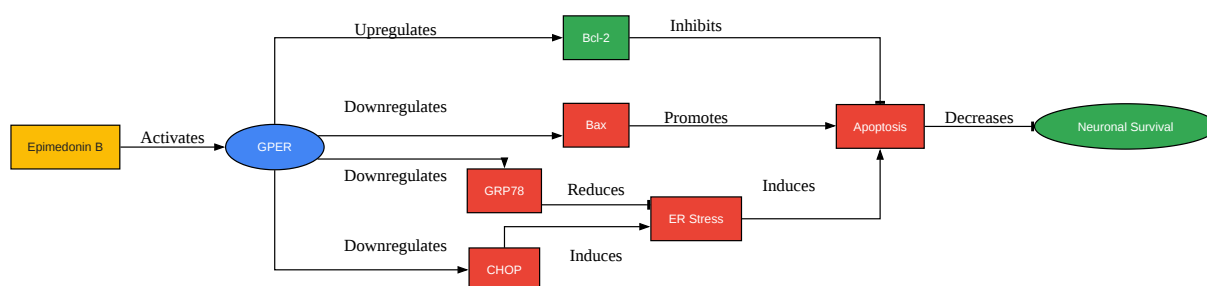 Upregulates
Bcl-2
Inhibits
Downregulates
Bax
Promotes
Apoptosis
Decreases
Neuronal Survival
Epimedonin B
Activates
GPER
Downregulates
GRP78
Reduces
ER Stress
Induces
Downregulates
CHOP
Induces